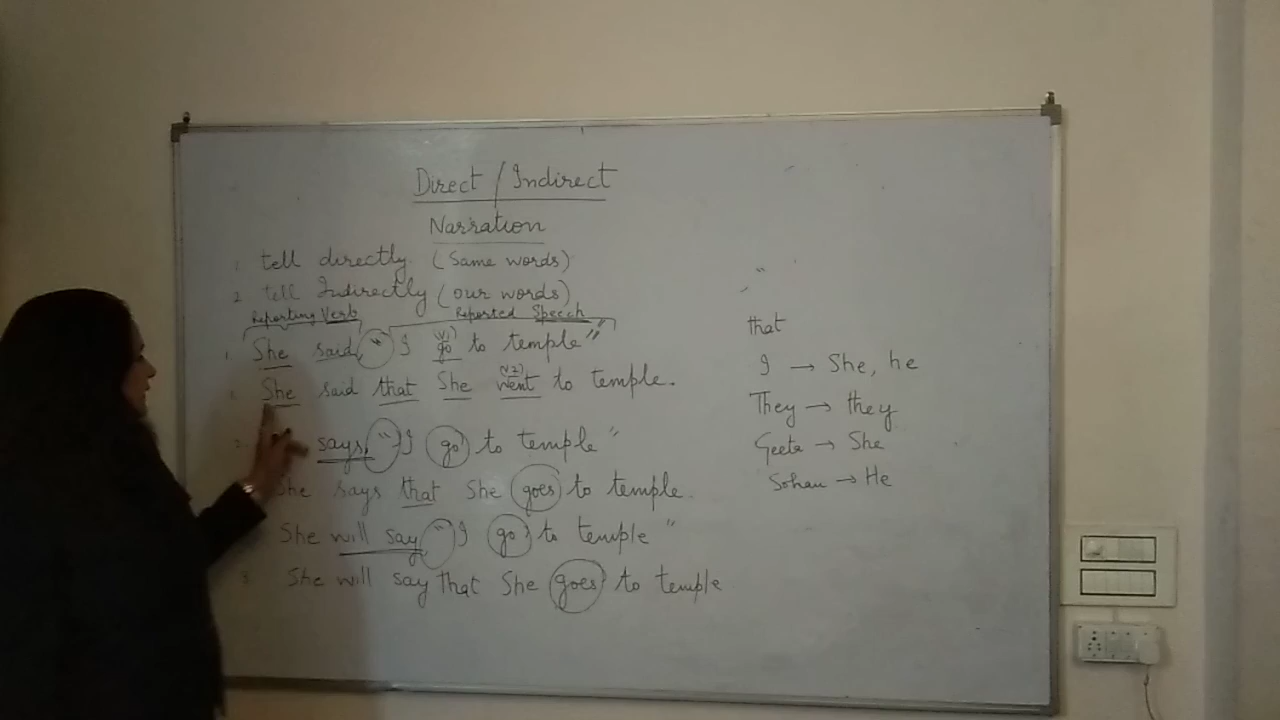 Direct / Indirect
Narration
1. tell directly. (Same words)
2. tell Indirectly (our words)
Reporting Verb Reported Speech
(V1)
1. She said, " I go to temple"
(V2)
She said that She went to temple.
says, " I go to temple"
She says that She goes to temple.
She will say, " I go to temple"
3. She will say that She goes to temple
that
I → She, he
They → they
Geeta → She
Sohan → He